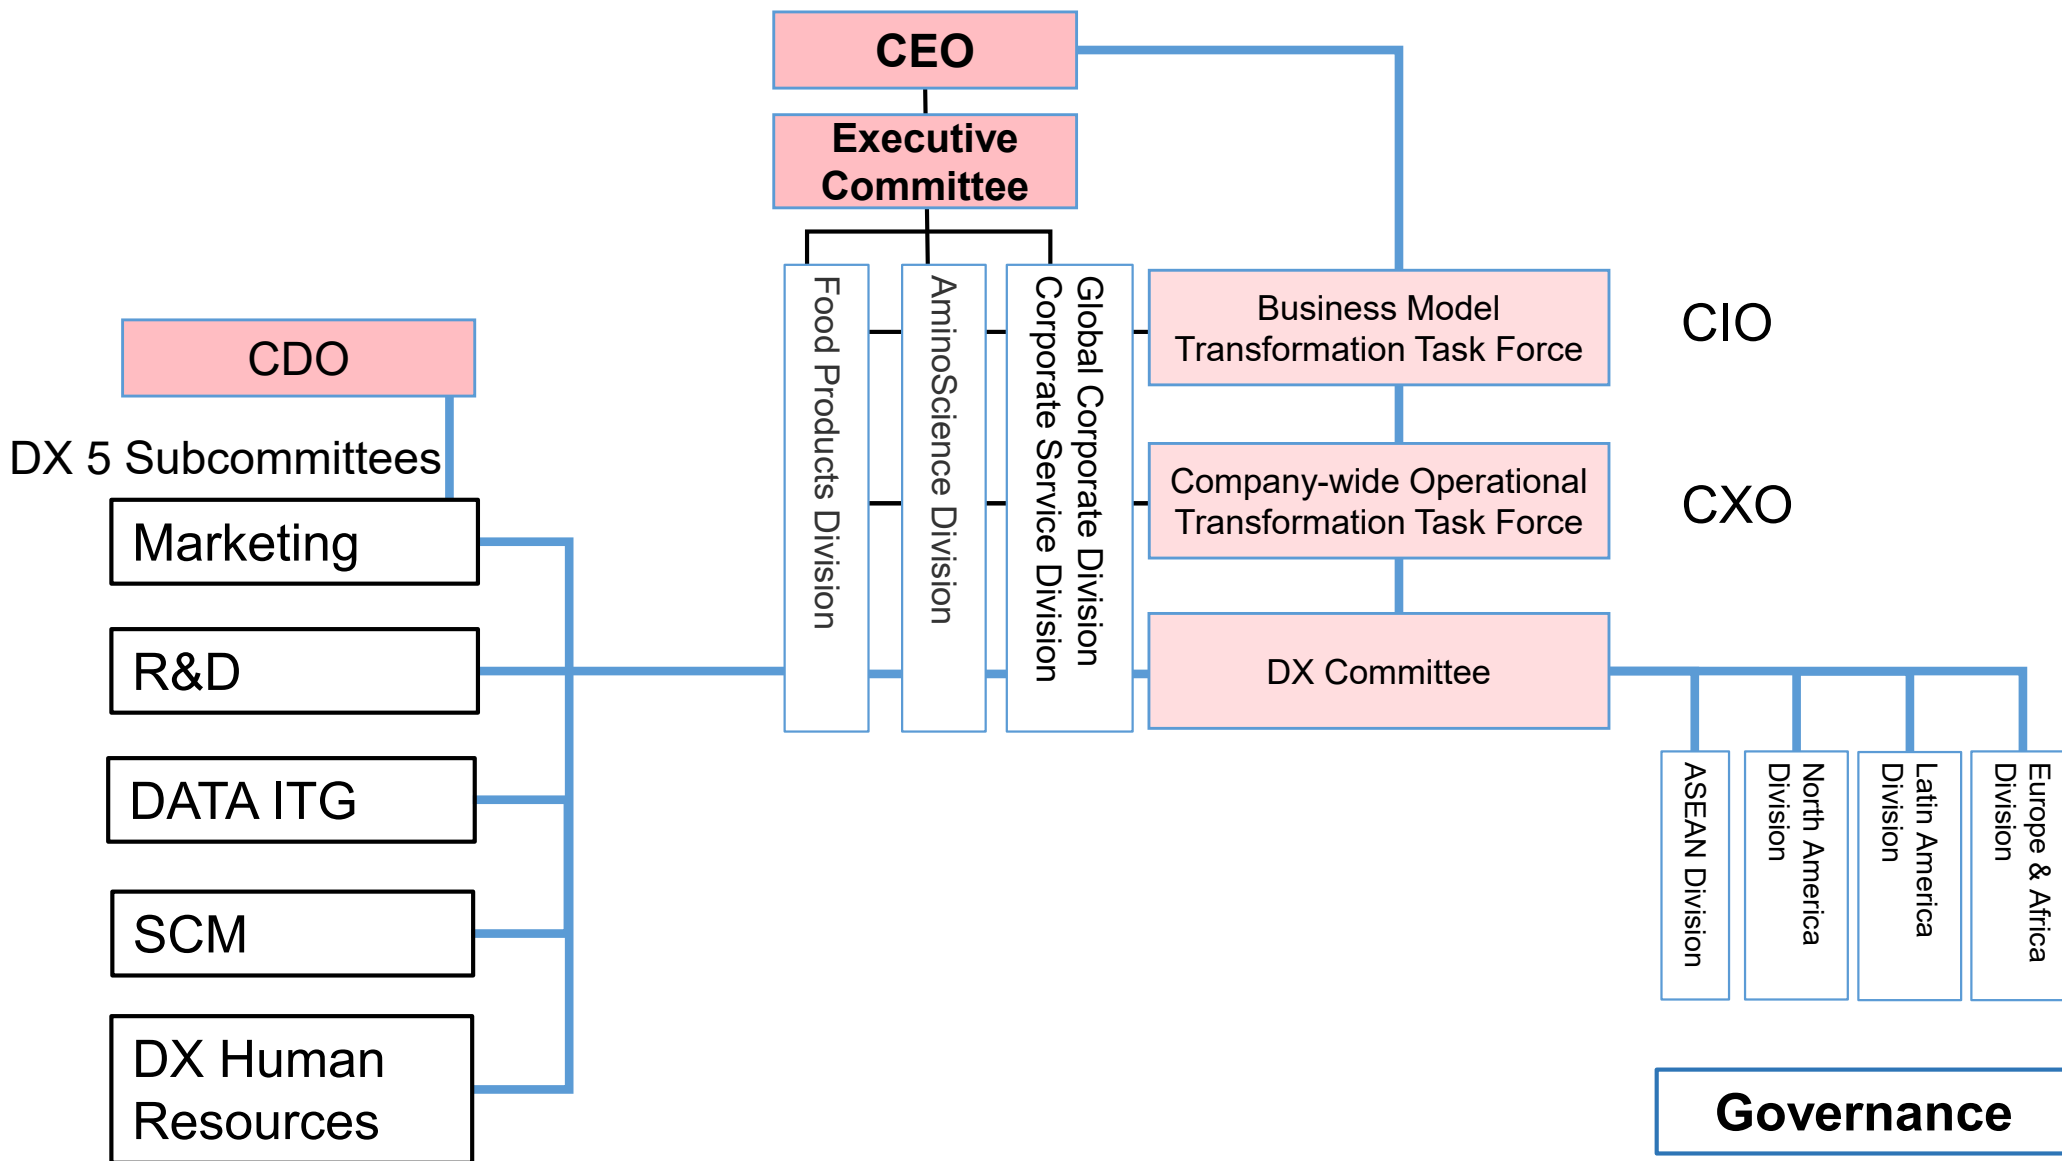 CEO
Executive
Committee
Food Products Division
AminoScience Division
Global Corporate Division
Corporate Service Division
Business Model
Transformation Task Force
CIO
Company-wide Operational
Transformation Task Force
CXO
DX Committee
CDO
DX 5 Subcommittees
Marketing
R&D
DATA ITG
SCM
DX Human
Resources
ASEAN Division
North America
Division
Latin America
Division
Europe & Africa
Division
Governance